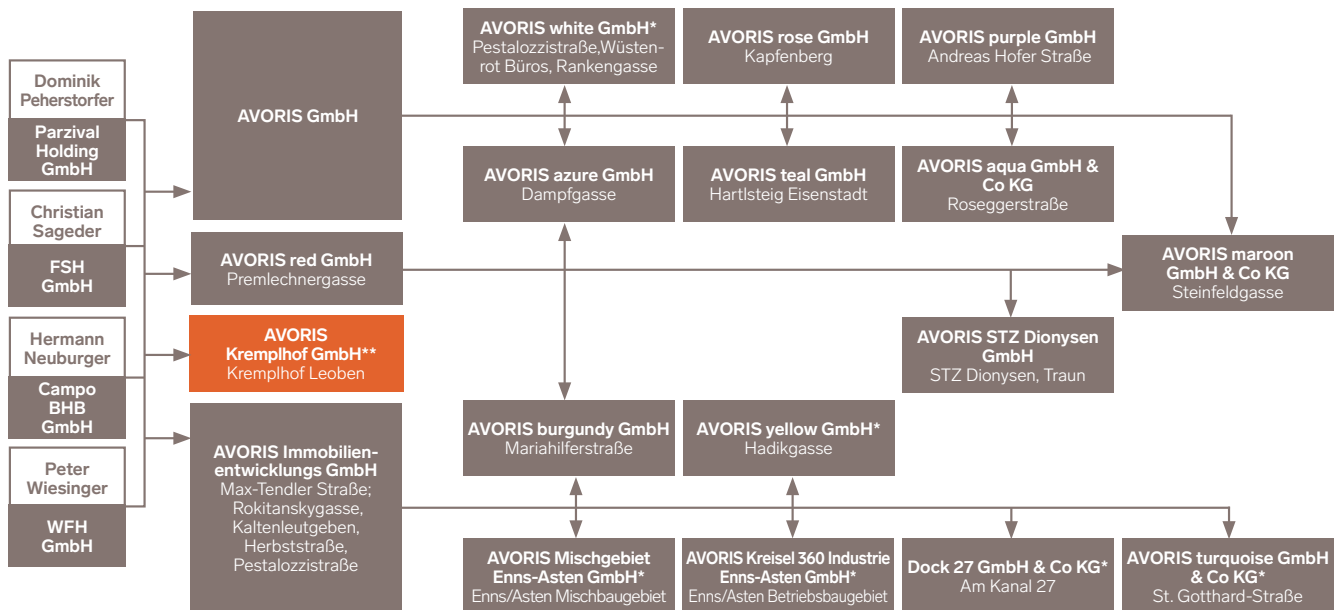 Dominik
Peherstorfer
Parzival
Holding
GmbH
Christian
Sageder
FSH
GmbH
Hermann
Neuburger
Campo
BHB
GmbH
Peter
Wiesinger
WFH
GmbH
AVORIS GmbH
AVORIS red GmbH
Premlechnergasse
AVORIS
Kremplhof GmbH**
Kremplhof Leoben
AVORIS Immobilien-
entwicklungs GmbH
Max-Tendler Straße;
Rokitanskygasse,
Kaltenleutgeben,
Herbststraße,
Pestalozzistraße
AVORIS white GmbH*
Pestalozzistraße,Wüsten-
rot Büros, Rankengasse
AVORIS rose GmbH
Kapfenberg
AVORIS purple GmbH
Andreas Hofer Straße
AVORIS azure GmbH
Dampfgasse
AVORIS teal GmbH
Hartlsteig Eisenstadt
AVORIS aqua GmbH &
Co KG
Roseggerstraße
AVORIS maroon
GmbH & Co KG
Steinfeldgasse
AVORIS STZ Dionysen
GmbH
STZ Dionysen, Traun
AVORIS burgundy GmbH
Mariahilferstraße
AVORIS yellow GmbH*
Hadikgasse
AVORIS Mischgebiet
Enns-Asten GmbH*
Enns/Asten Mischbaugebiet
AVORIS Kreisel 360 Industrie
Enns-Asten GmbH*
Enns/Asten Betriebsbaugebiet
Dock 27 GmbH & Co KG*
Am Kanal 27
AVORIS turquoise GmbH
& Co KG*
St. Gotthard-Straße